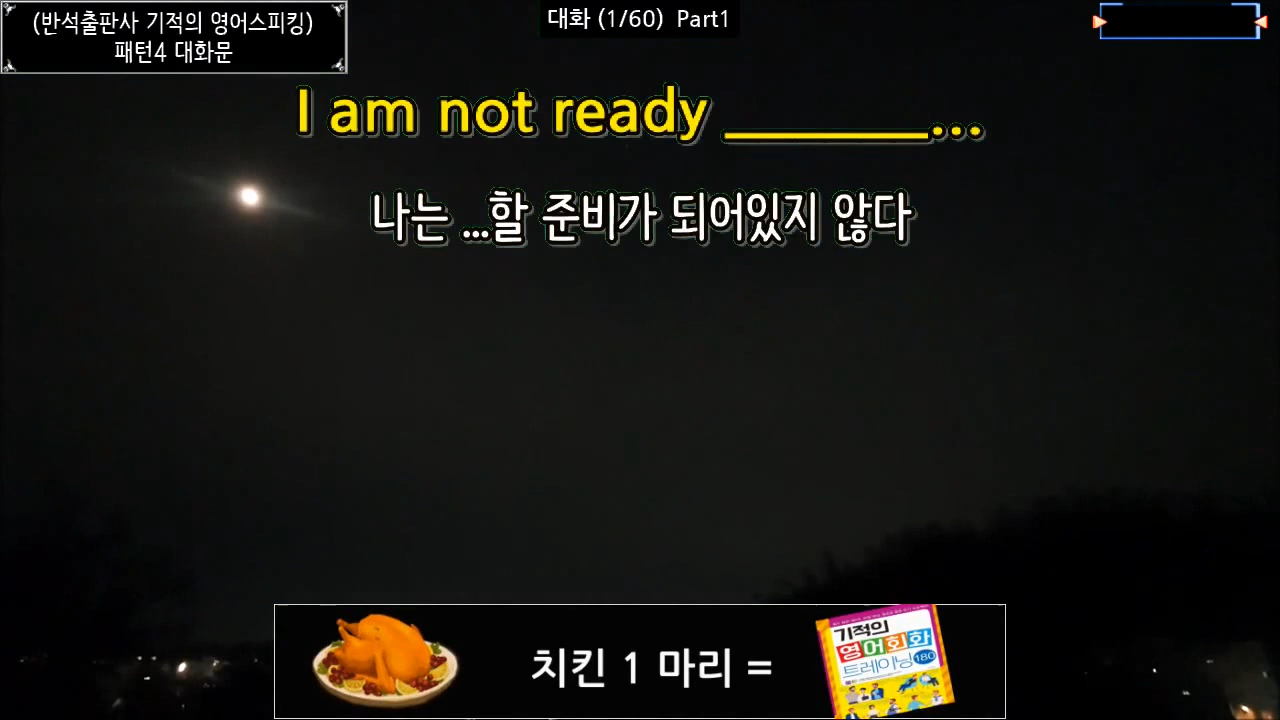 (반석출판사 기적의 영어스피킹)
패턴4 대화문
대화 (1/60) Part1
I am not ready _______...
나는 ...할 준비가 되어있지 않다
치킨 1 마리 =
기적의
영어회화
트레이닝 180